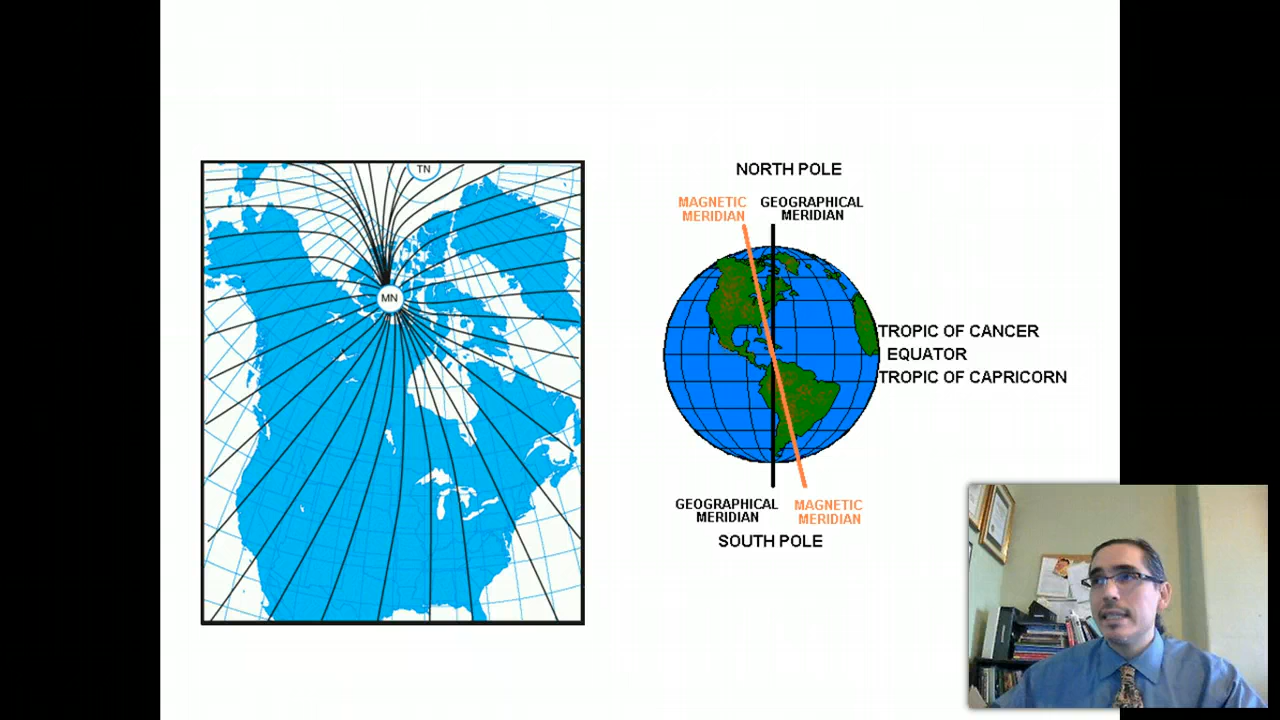 TN
MN
NORTH POLE
MAGNETIC
MERIDIAN
GEOGRAPHICAL
MERIDIAN
TROPIC OF CANCER
EQUATOR
TROPIC OF CAPRICORN
GEOGRAPHICAL
MERIDIAN
MAGNETIC
MERIDIAN
SOUTH POLE